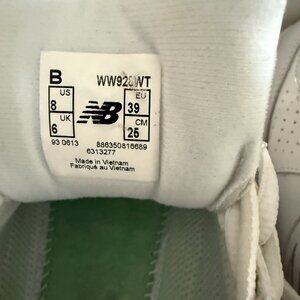 B WW928WT
US EU
8 NB 39
UK CM
6 25
93 0613 886350816689
6313277
Made in Vietnam
Fabriqué au Vietnam